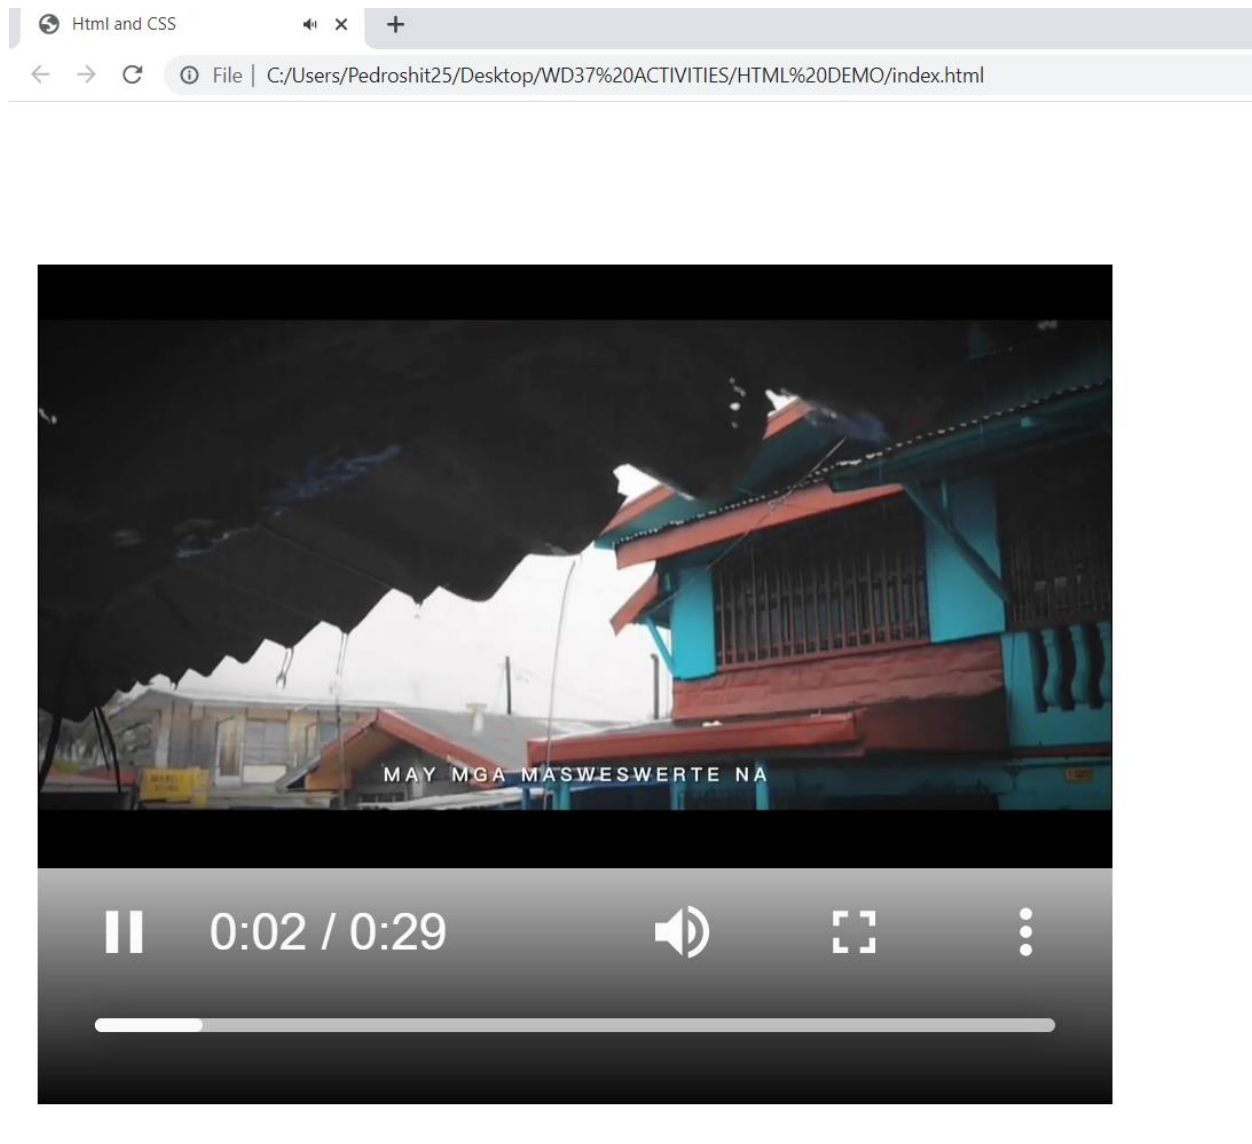 Html and CSS
File | C:/Users/Pedroshit25/Desktop/WD37%20ACTIVITIES/HTML%20DEMO/index.html
MAY MGA MASWESWERTE NA
0:02 / 0:29